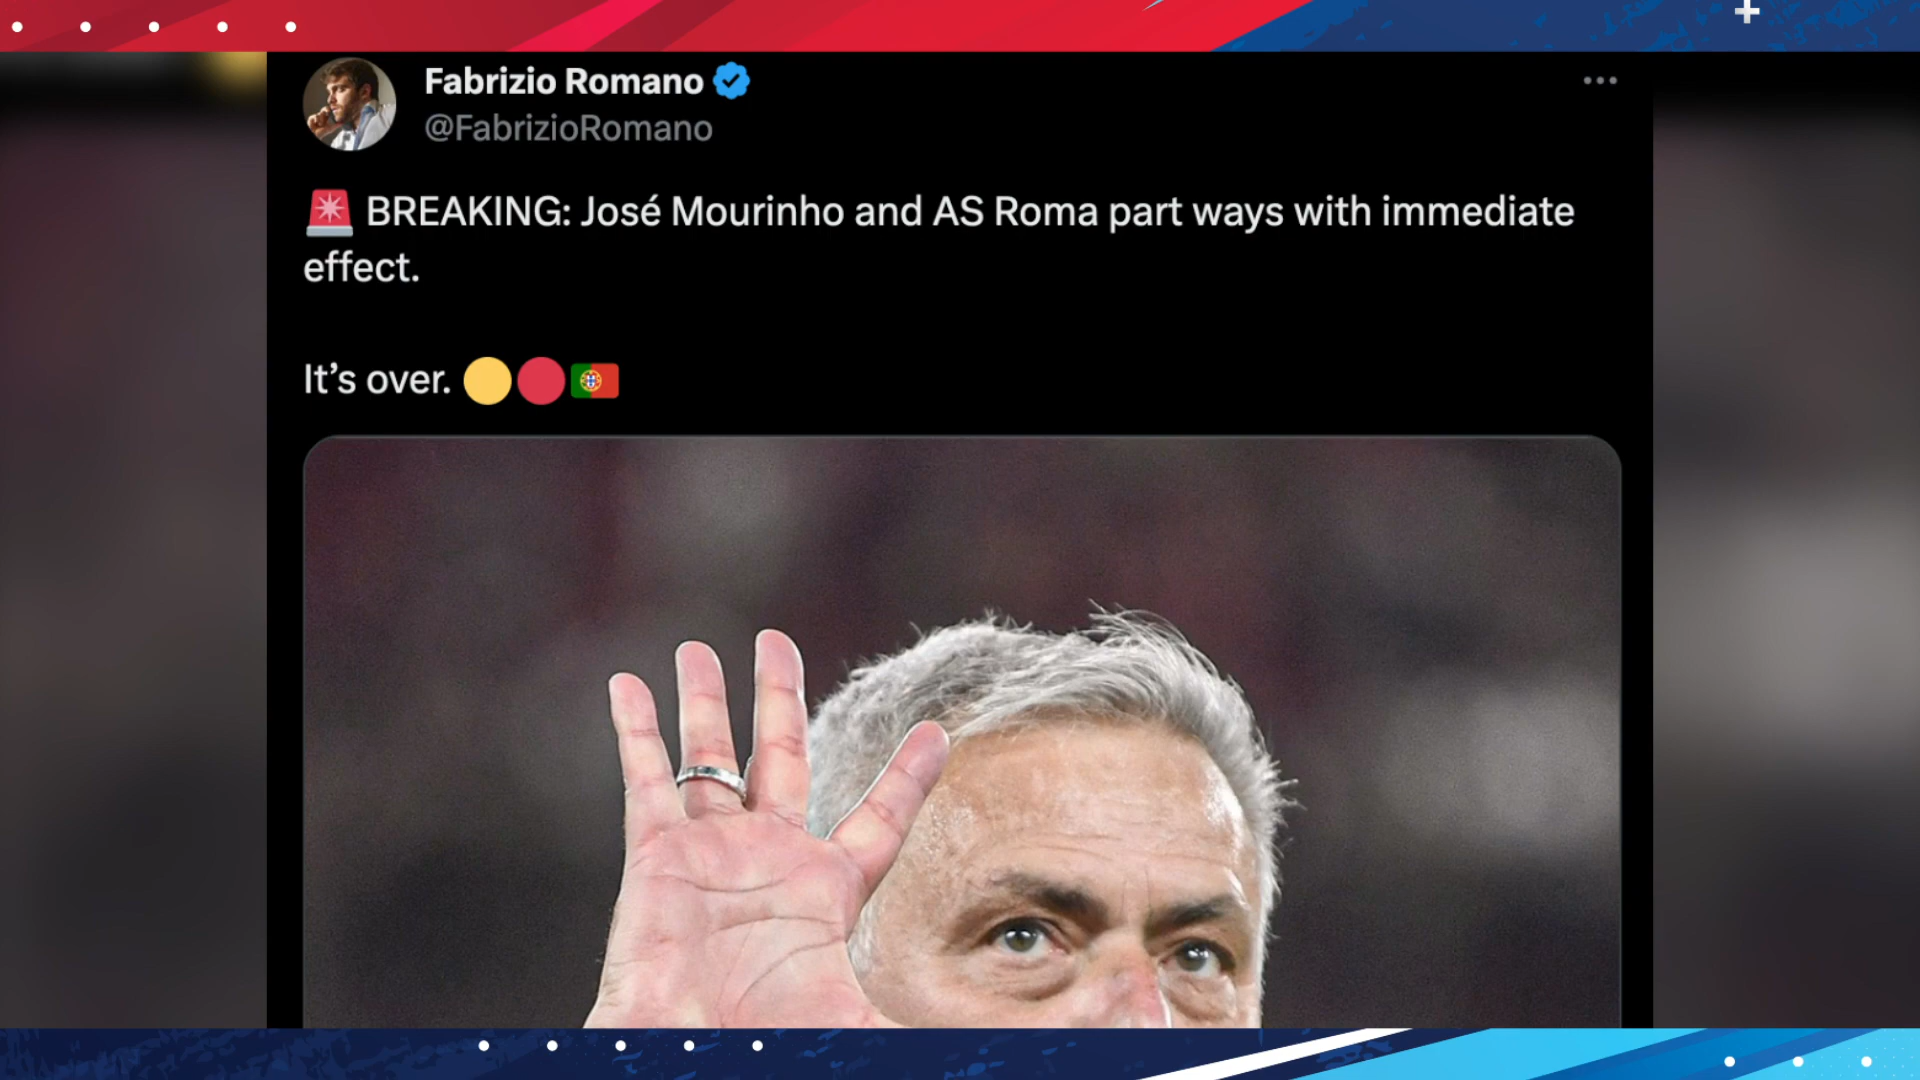 Fabrizio Romano
@FabrizioRomano
🚨 BREAKING: José Mourinho and AS Roma part ways with immediate
effect.
It’s over. 🟡🔴🇵🇹